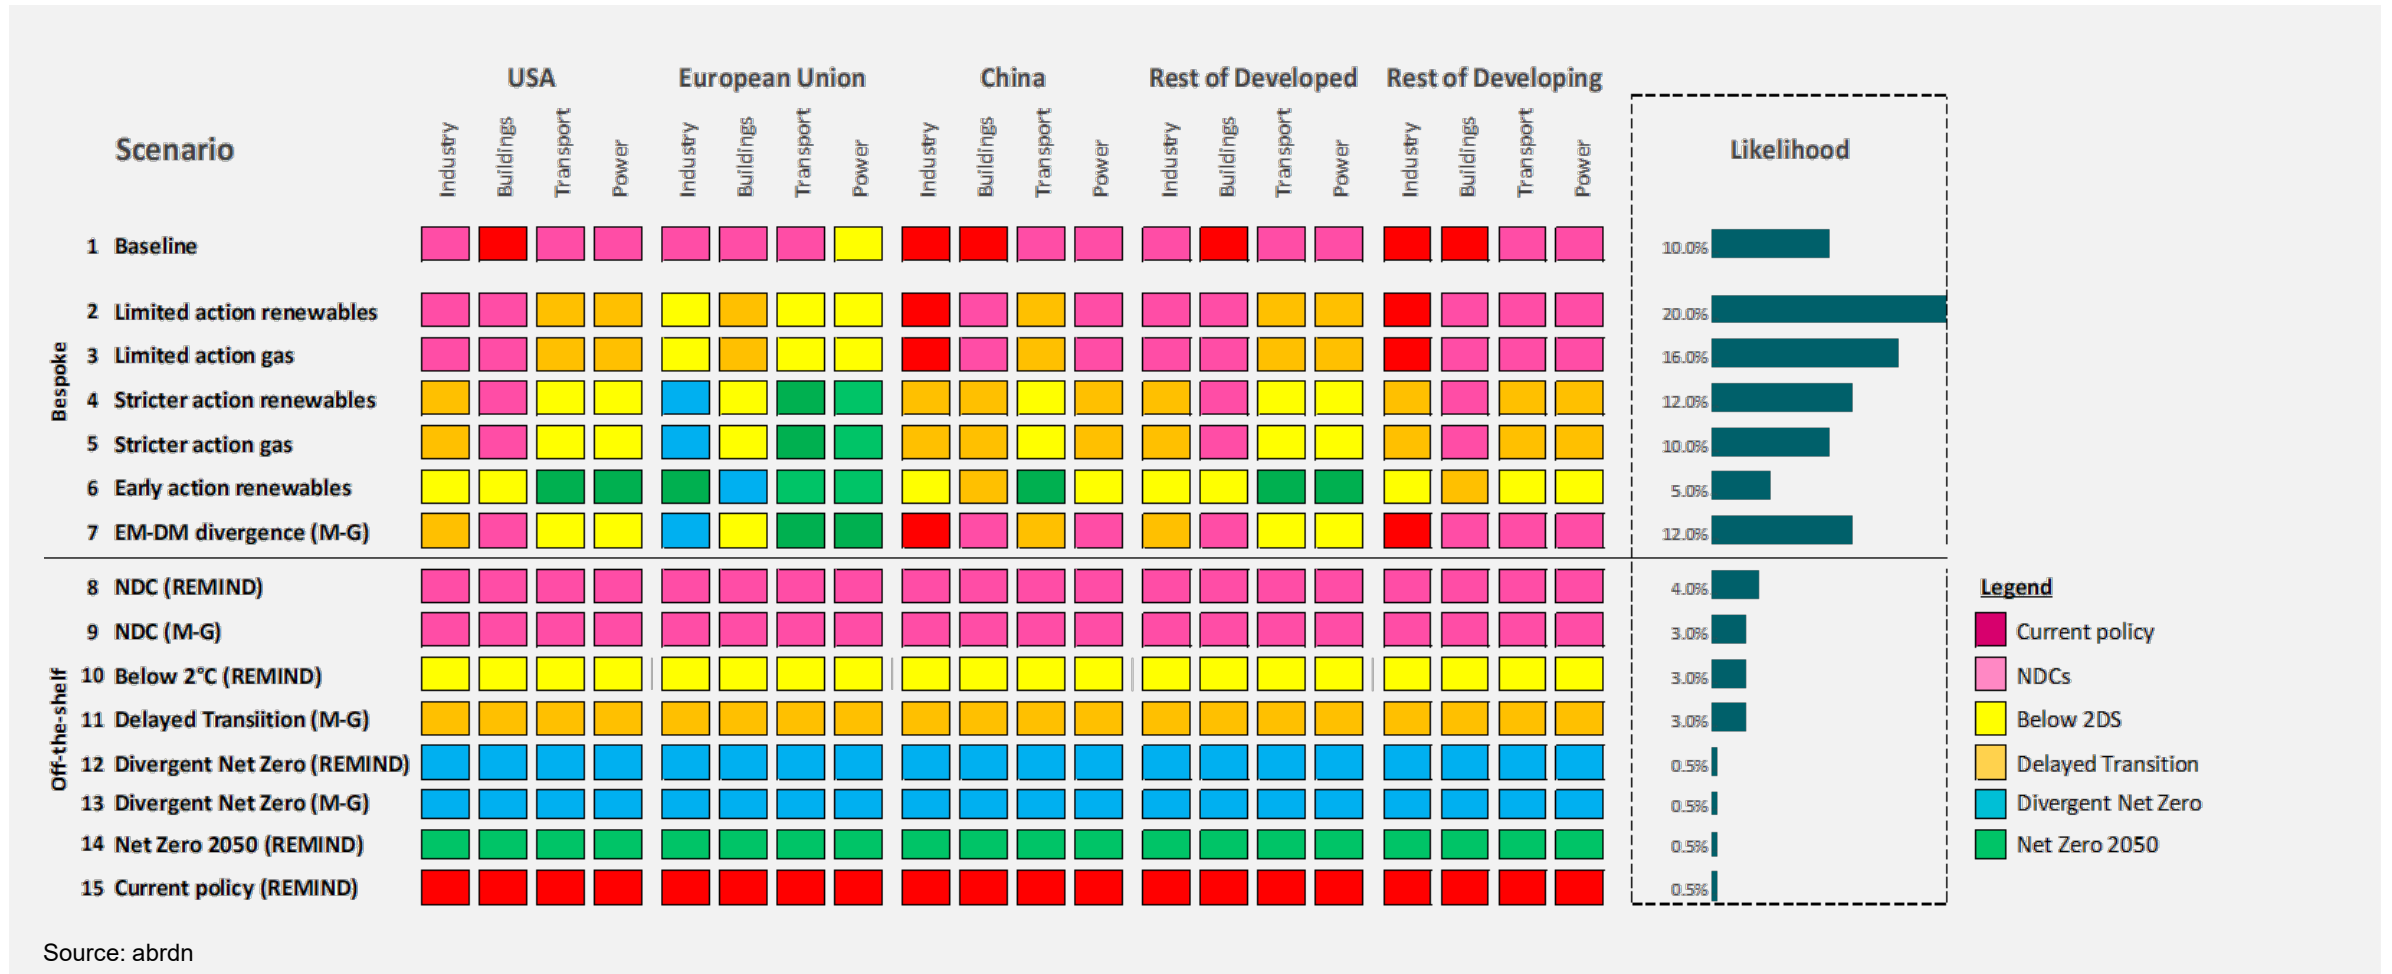 USA European Union China Rest of Developed Rest of Developing
Scenario Industry Buildings Transport Power Industry Buildings Transport Power Industry Buildings Transport Power Industry Buildings Transport Power Industry Buildings Transport Power Likelihood
1 Baseline 10.0%
Bespoke
2 Limited action renewables 20.0%
3 Limited action gas 16.0%
4 Stricter action renewables 12.0%
5 Stricter action gas 10.0%
6 Early action renewables 5.0%
7 EM-DM divergence (M-G) 12.0%
Off-the-shelf
8 NDC (REMIND) 4.0%
9 NDC (M-G) 3.0%
10 Below 2°C (REMIND) 3.0%
11 Delayed Transiition (M-G) 3.0%
12 Divergent Net Zero (REMIND) 0.5%
13 Divergent Net Zero (M-G) 0.5%
14 Net Zero 2050 (REMIND) 0.5%
15 Current policy (REMIND) 0.5%
Legend
Current policy
NDCs
Below 2DS
Delayed Transition
Divergent Net Zero
Net Zero 2050
Source: abrdn